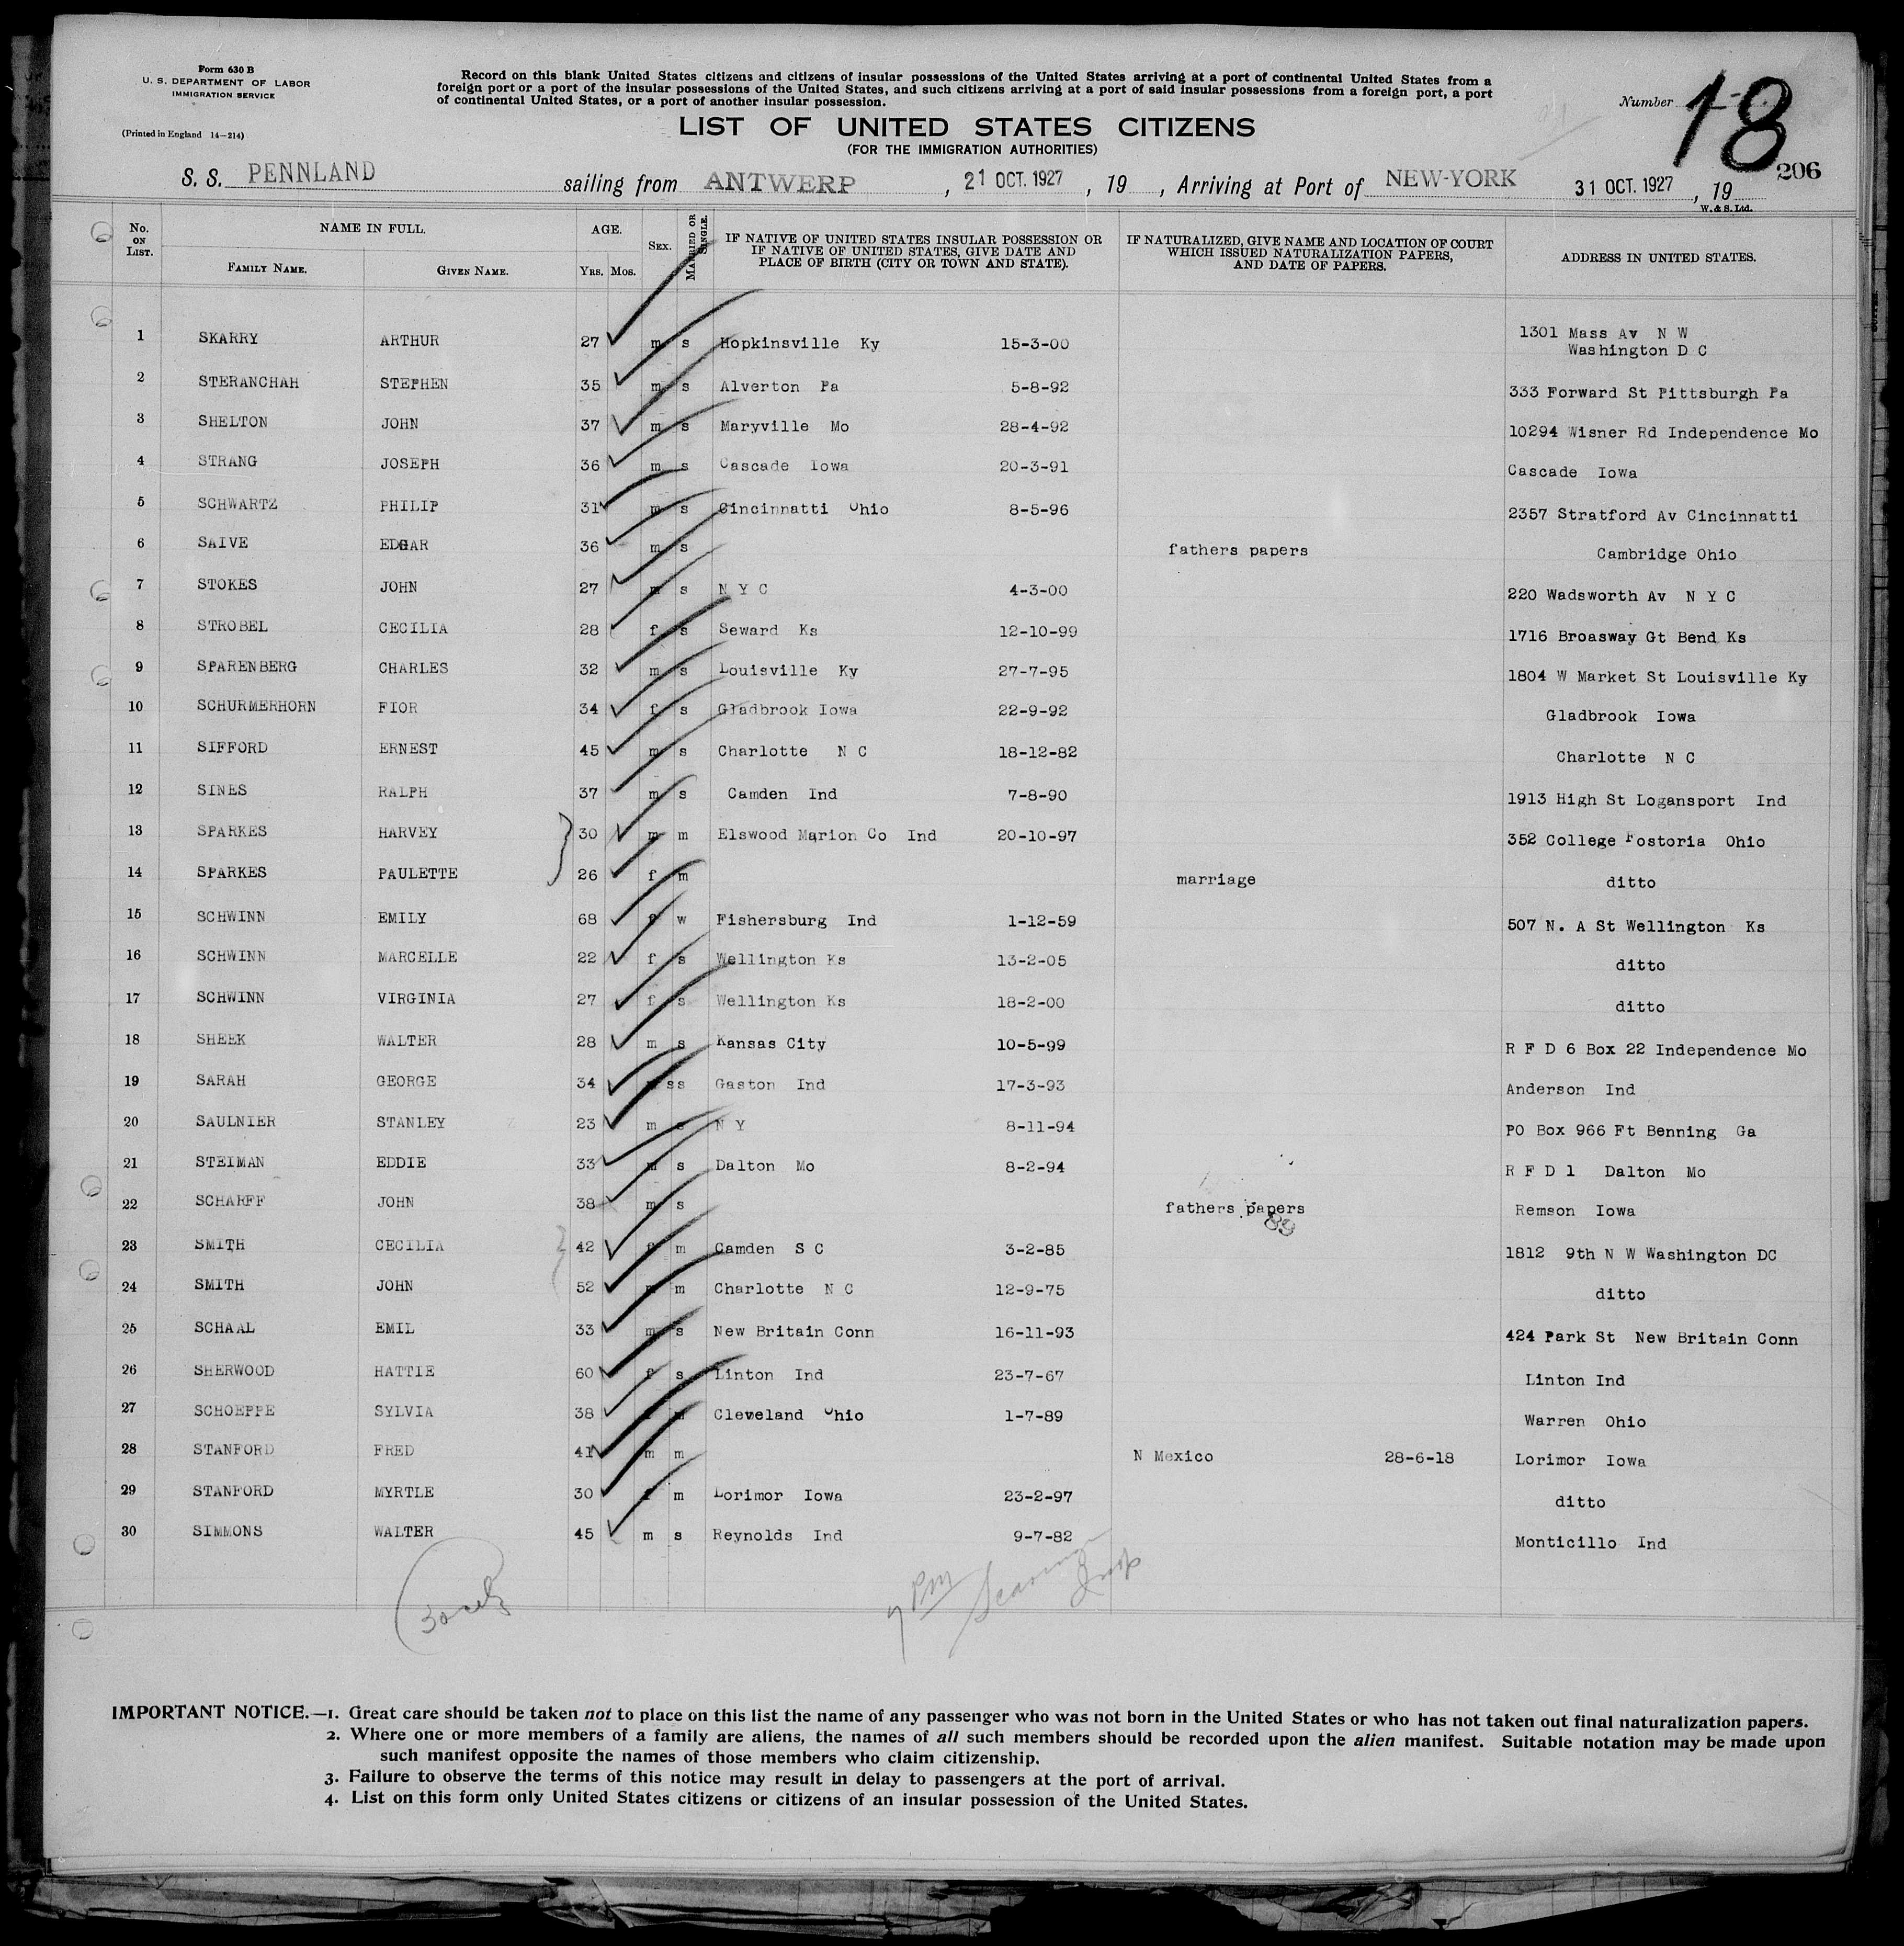 Form 630 B
U. S. DEPARTMENT OF LABOR
IMMIGRATION SERVICE
(Printed in England 14-214)
Record on this blank United States citizens and citizens of insular possessions of the United States arriving at a port of continental United States from a
foreign port or a port of the insular possessions of the United States, and such citizens arriving at a port of said insular possessions from a foreign port, a port
of continental United States, or a port of another insular possession.
Number 18
LIST OF UNITED STATES CITIZENS
(FOR THE IMMIGRATION AUTHORITIES)
206
S. S. PENNLAND sailing from ANTWERP, 21 OCT. 1927, 19 , Arriving at Port of NEW-YORK 31 OCT. 1927, 19
W. & S. Ltd.
No. ON LIST. NAME IN FULL. AGE. SEX. MARRIED OR SINGLE. IF NATIVE OF UNITED STATES INSULAR POSSESSION OR IF NATIVE OF UNITED STATES, GIVE DATE AND PLACE OF BIRTH (CITY OR TOWN AND STATE). IF NATURALIZED, GIVE NAME AND LOCATION OF COURT WHICH ISSUED NATURALIZATION PAPERS, AND DATE OF PAPERS. ADDRESS IN UNITED STATES.
FAMILY NAME. GIVEN NAME. YRS. MOS.
1 SKARRY ARTHUR 27 m s Hopkinsville Ky 15-3-00 1301 Mass Av N W
Washington D C
2 STERANCHAH STEPHEN 35 m s Alverton Pa 5-8-92 333 Forward St Pittsburgh Pa
3 SHELTON JOHN 37 m s Maryville Mo 28-4-92 10294 Wisner Rd Independence Mo
4 STRANG JOSEPH 36 m s Cascade Iowa 20-3-91 Cascade Iowa
5 SCHWARTZ PHILIP 31 m s Cincinnatti Ohio 8-5-96 2357 Stratford Av Cincinnatti
6 SAIVE EDGAR 36 m s fathers papers Cambridge Ohio
7 STOKES JOHN 27 m s N Y C 4-3-00 220 Wadsworth Av N Y C
8 STROBEL CECILIA 28 f s Seward Ks 12-10-99 1716 Broasway Gt Bend Ks
9 SPARENBERG CHARLES 32 m s Louisville Ky 27-7-95 1804 W Market St Louisville Ky
10 SCHURMERHORN FIOR 34 f s Gladbrook Iowa 22-9-92 Gladbrook Iowa
11 SIFFORD ERNEST 45 m s Charlotte N C 18-12-82 Charlotte N C
12 SINES RALPH 37 m s Camden Ind 7-8-90 1913 High St Logansport Ind
13 SPARKES HARVEY 30 m m Elswood Marion Co Ind 20-10-97 352 College Fostoria Ohio
14 SPARKES PAULETTE 26 f m marriage ditto
15 SCHWINN EMILY 68 f w Fishersburg Ind 1-12-59 507 N. A St Wellington Ks
16 SCHWINN MARCELLE 22 f s Wellington Ks 13-2-05 ditto
17 SCHWINN VIRGINIA 27 f s Wellington Ks 18-2-00 ditto
18 SHEEK WALTER 28 m s Kansas City 10-5-99 R F D 6 Box 22 Independence Mo
19 SARAH GEORGE 34 m ss Gaston Ind 17-3-93 Anderson Ind
20 SAULNIER STANLEY 23 m s N Y 8-11-94 PO Box 966 Ft Benning Ga
21 STEIMAN EDDIE 33 m s Dalton Mo 8-2-94 R F D 1 Dalton Mo
22 SCHARFF JOHN 38 m s fathers papers 89 Remson Iowa
23 SMITH CECILIA 42 f m Camden S C 3-2-85 1812 9th N W Washington DC
24 SMITH JOHN 52 m m Charlotte N C 12-9-75 ditto
25 SCHAAL EMIL 33 m s New Britain Conn 16-11-93 424 Park St New Britain Conn
26 SHERWOOD HATTIE 60 f s Linton Ind 23-7-67 Linton Ind
27 SCHOEPPE SYLVIA 38 f Cleveland Ohio 1-7-89 Warren Ohio
28 STANFORD FRED 41 m m N Mexico 28-6-18 Lorimor Iowa
29 STANFORD MYRTLE 30 f m Lorimor Iowa 23-2-97 ditto
30 SIMMONS WALTER 45 m s Reynolds Ind 9-7-82 Monticillo Ind
7 PM
IMPORTANT NOTICE.—1. Great care should be taken not to place on this list the name of any passenger who was not born in the United States or who has not taken out final naturalization papers.
2. Where one or more members of a family are aliens, the names of all such members should be recorded upon the alien manifest. Suitable notation may be made upon
such manifest opposite the names of those members who claim citizenship.
3. Failure to observe the terms of this notice may result in delay to passengers at the port of arrival.
4. List on this form only United States citizens or citizens of an insular possession of the United States.